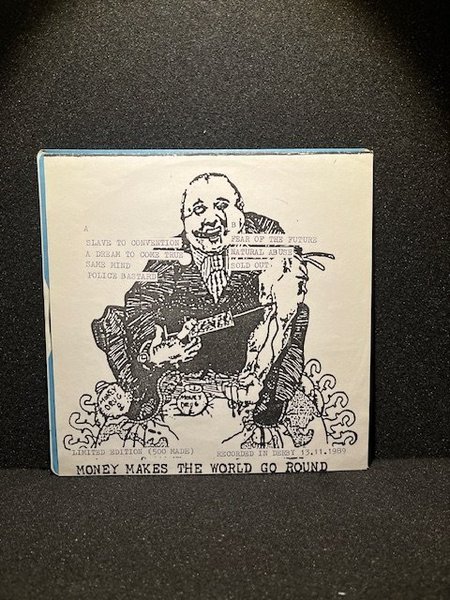 A
SLAVE TO CONVENTION
A DREAM TO COME TRUE
SAME MIND
POLICE BASTARD
B
FEAR OF THE FUTURE
NATURAL ABUSE
SOLD OUT.
LIMITED EDITION (500 MADE)
RECORDED IN DERBY 13.11.1989
MONEY MAKES THE WORLD GO ROUND